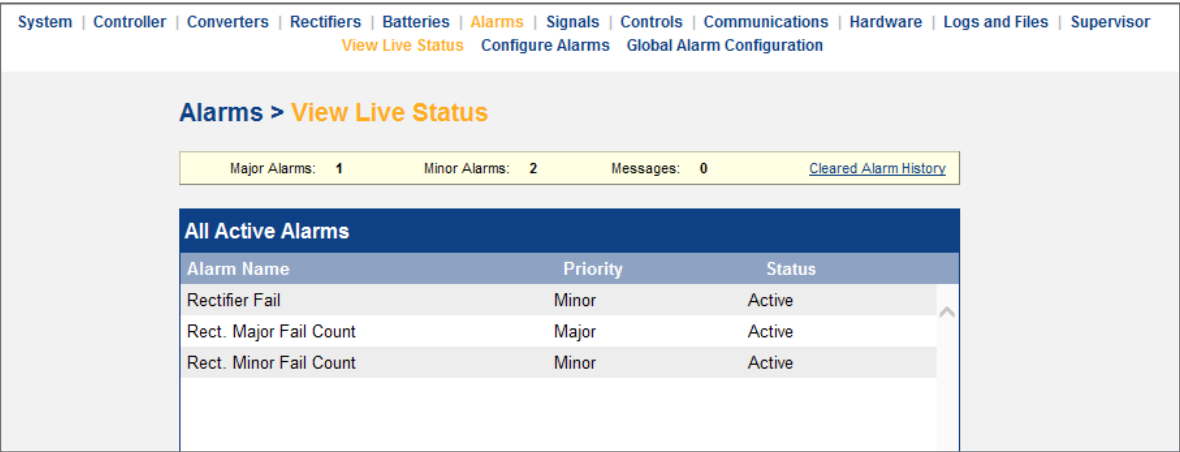 System | Controller | Converters | Rectifiers | Batteries | Alarms | Signals | Controls | Communications | Hardware | Logs and Files | Supervisor
View Live Status Configure Alarms Global Alarm Configuration
Alarms > View Live Status
Major Alarms: 1 Minor Alarms: 2 Messages: 0 Cleared Alarm History
All Active Alarms
Alarm Name Priority Status
Rectifier Fail Minor Active
Rect. Major Fail Count Major Active
Rect. Minor Fail Count Minor Active